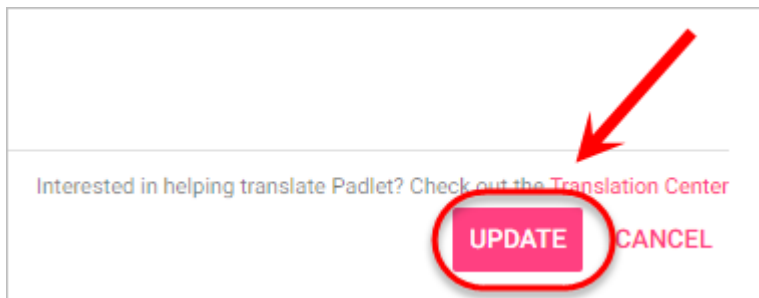 Interested in helping translate Padlet? Check out the Translation Center
UPDATE CANCEL